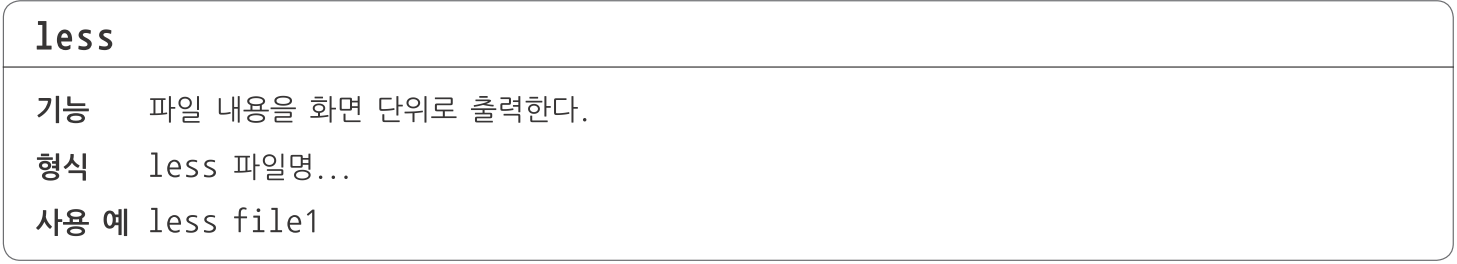 less
기능 파일 내용을 화면 단위로 출력한다.
형식 less 파일명...
사용 예 less file1